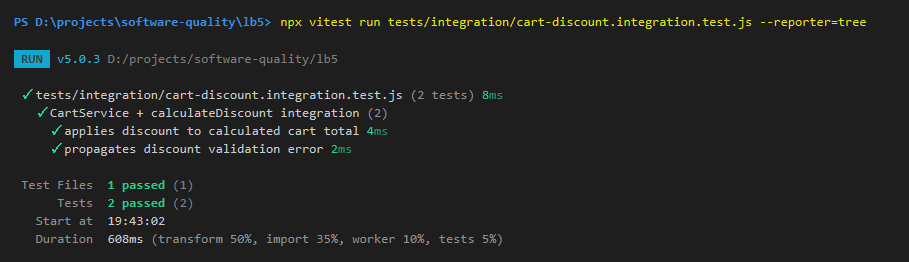 PS D:\projects\software-quality\lb5> npx vitest run tests/integration/cart-discount.integration.test.js --reporter=tree
RUN v5.0.3 D:/projects/software-quality/lb5
✓ tests/integration/cart-discount.integration.test.js (2 tests) 8ms
✓ CartService + calculateDiscount integration (2)
✓ applies discount to calculated cart total 4ms
✓ propagates discount validation error 2ms
Test Files 1 passed (1)
Tests 2 passed (2)
Start at 19:43:02
Duration 608ms (transform 50%, import 35%, worker 10%, tests 5%)